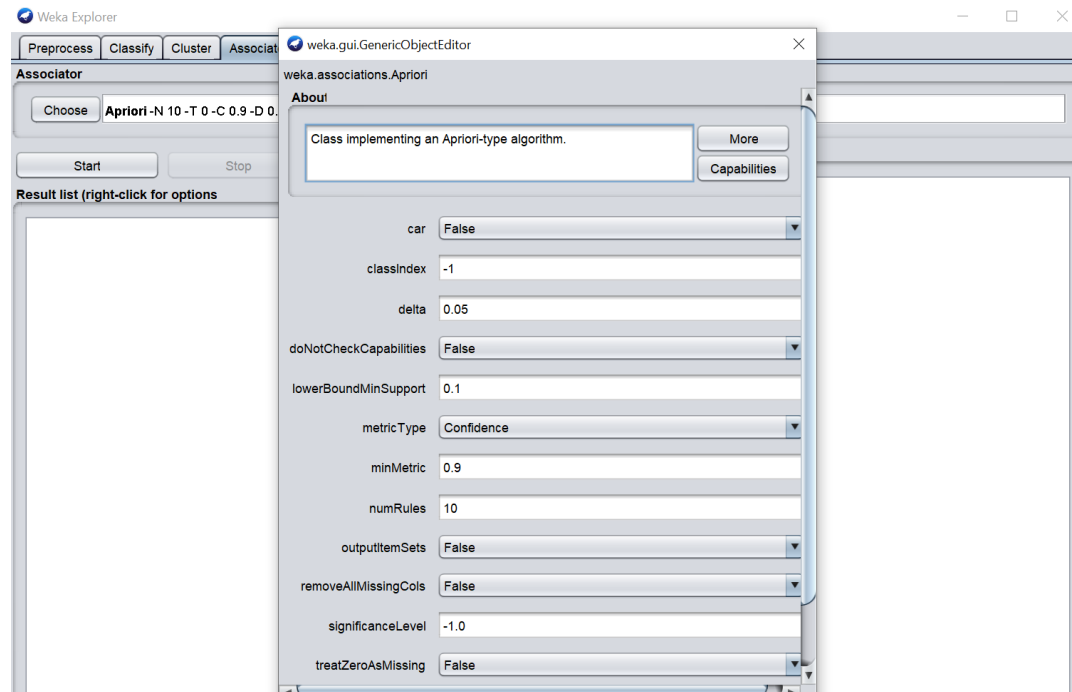 Weka Explorer
Preprocess Classify Cluster Associat
Associator
Choose Apriori -N 10 -T 0 -C 0.9 -D 0.
Start Stop
Result list (right-click for options
weka.gui.GenericObjectEditor
weka.associations.Apriori
About
Class implementing an Apriori-type algorithm.
More
Capabilities
car False
classIndex -1
delta 0.05
doNotCheckCapabilities False
lowerBoundMinSupport 0.1
metricType Confidence
minMetric 0.9
numRules 10
outputItemSets False
removeAllMissingCols False
significanceLevel -1.0
treatZeroAsMissing False